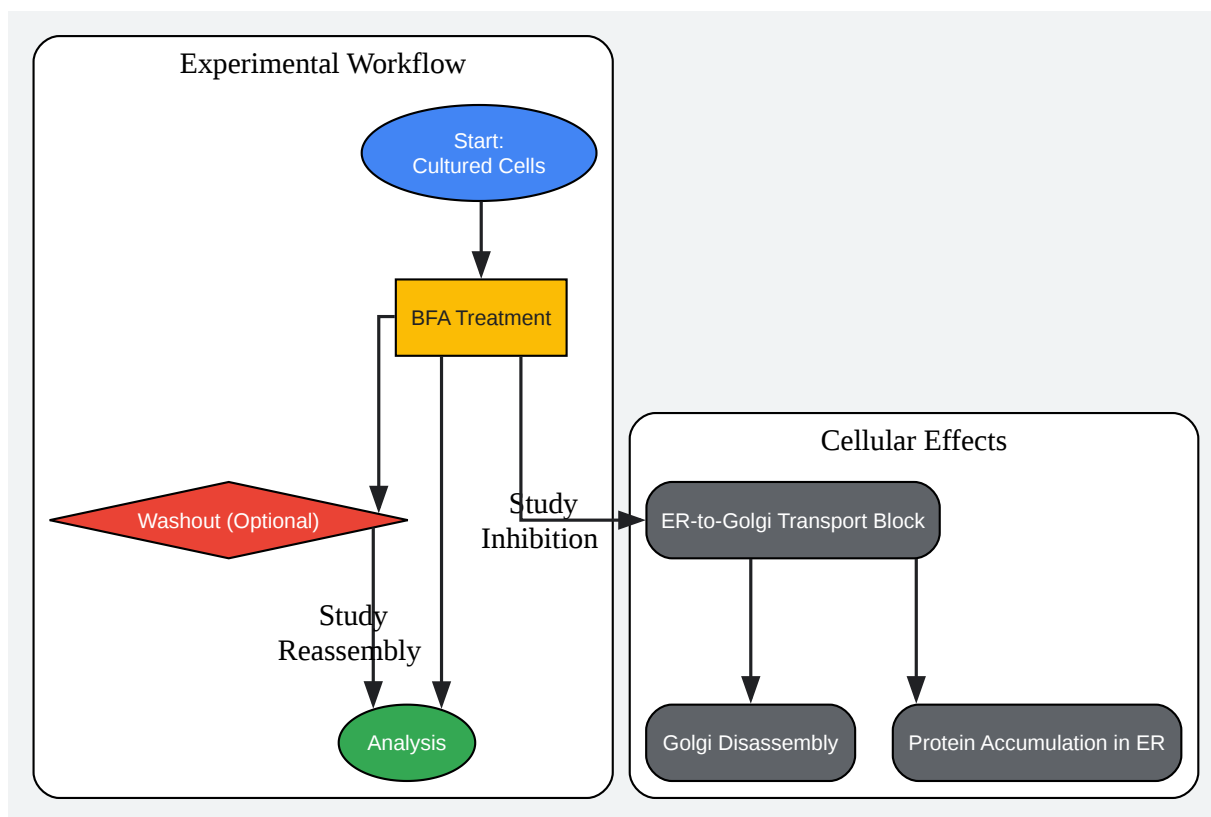 Experimental Workflow
Start:
Cultured Cells
BFA Treatment
Cellular Effects
Washout (Optional)
Study
Inhibition
ER-to-Golgi Transport Block
Study
Reassembly
Analysis
Golgi Disassembly
Protein Accumulation in ER